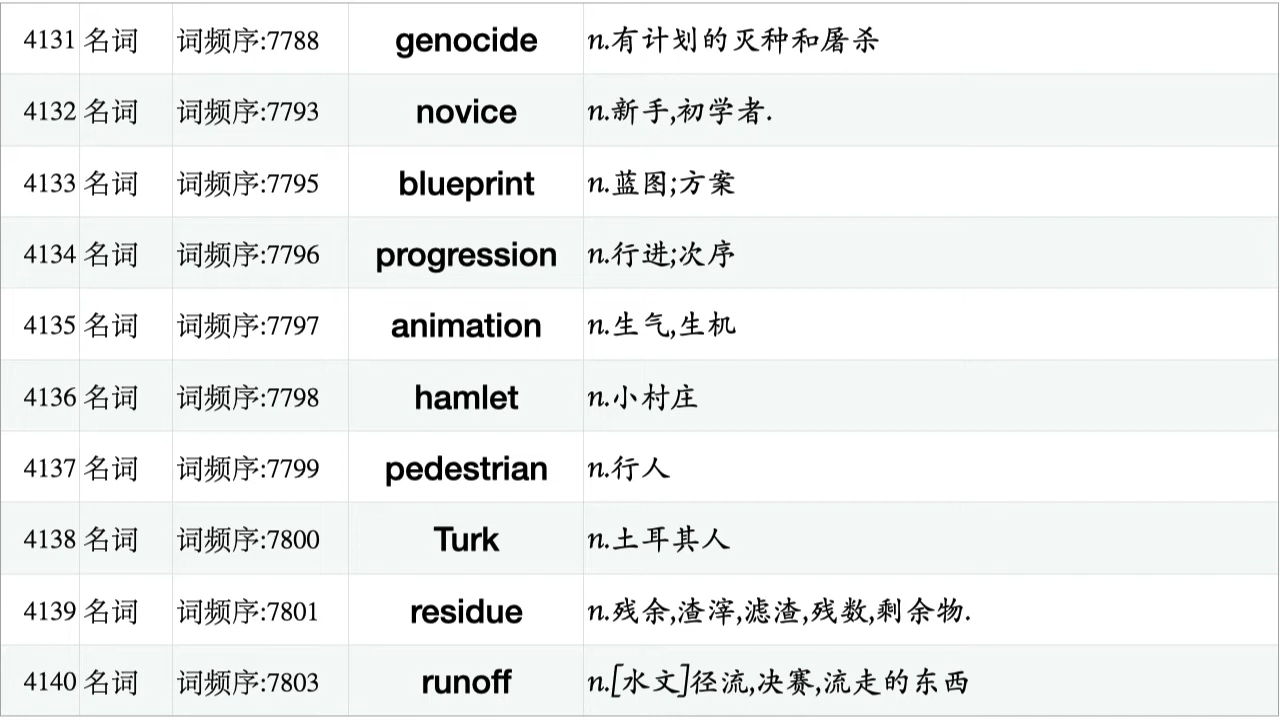 4131 名词 词频序:7788 genocide n.有计划的灭种和屠杀
4132 名词 词频序:7793 novice n.新手,初学者.
4133 名词 词频序:7795 blueprint n.蓝图;方案
4134 名词 词频序:7796 progression n.行进;次序
4135 名词 词频序:7797 animation n.生气,生机
4136 名词 词频序:7798 hamlet n.小村庄
4137 名词 词频序:7799 pedestrian n.行人
4138 名词 词频序:7800 Turk n.土耳其人
4139 名词 词频序:7801 residue n.残余,渣滓,滤渣,残数,剩余物.
4140 名词 词频序:7803 runoff n.[水文]径流,决赛,流走的东西